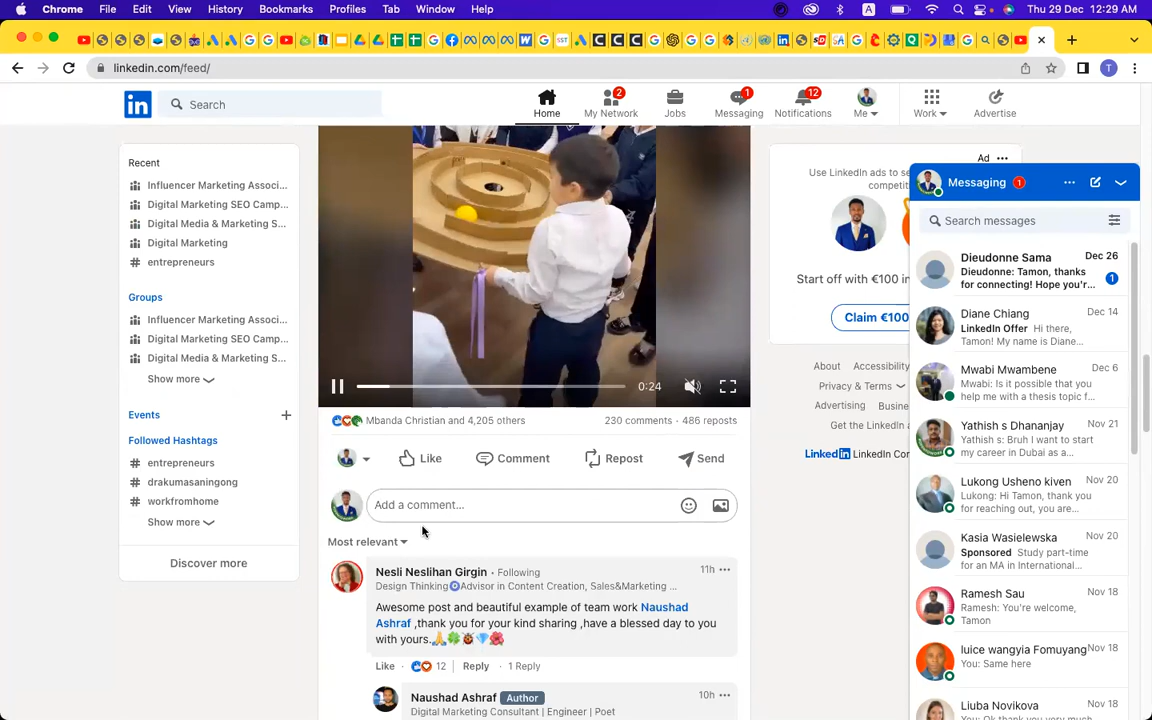 Chrome File Edit View History Bookmarks Profiles Tab Window Help
A
Thu 29 Dec 12:29 AM
linkedin.com/feed/
T
in
Search
Home
2
My Network
Jobs
1
Messaging
12
Notifications
Me
Work
Advertise
Recent
Influencer Marketing Associ...
Digital Marketing SEO Camp...
Digital Media & Marketing S...
Digital Marketing
# entrepreneurs
Groups
Influencer Marketing Associ...
Digital Marketing SEO Camp...
Digital Media & Marketing S...
Show more
Events +
Followed Hashtags
# entrepreneurs
# drakumasaningong
# workfromhome
Show more
Discover more
0:24
Mbanda Christian and 4,205 others
230 comments · 486 reposts
Like
Comment
Repost
Send
Add a comment...
Most relevant
Nesli Neslihan Girgin • Following
11h
Design Thinking Advisor in Content Creation, Sales&Marketing ...
Awesome post and beautiful example of team work Naushad
Ashraf ,thank you for your kind sharing ,have a blessed day to you
with yours.🙏🍀🐞💎🌺
Like · 12 | Reply · 1 Reply
Naushad Ashraf Author
10h
Digital Marketing Consultant | Engineer | Poet
Ad
Use LinkedIn ads to se
competit
Start off with €100 in
Claim €100
About Accessibility
Privacy & Terms
Advertising Busine
Get the LinkedIn a
Linked in LinkedIn Cor
Messaging 1
Search messages
Dieudonne Sama Dec 26
Dieudonne: Tamon, thanks
for connecting! Hope you'r... 1
Diane Chiang Dec 14
LinkedIn Offer Hi there,
Tamon! My name is Diane...
Mwabi Mwambene Dec 6
Mwabi: Is it possible that you
help me with a thesis topic f...
Yathish s Dhananjay Nov 21
Yathish s: Bruh I want to start
my career in Dubai as a...
Lukong Usheno kiven Nov 20
Lukong: Hi Tamon, thank you
for reaching out, you are...
Kasia Wasielewska Nov 20
Sponsored Study part-time
for an MA in International...
Ramesh Sau Nov 18
Ramesh: You're welcome,
Tamon
luice wangyia Fomuyang Nov 18
You: Same here
Liuba Novikova Nov 18